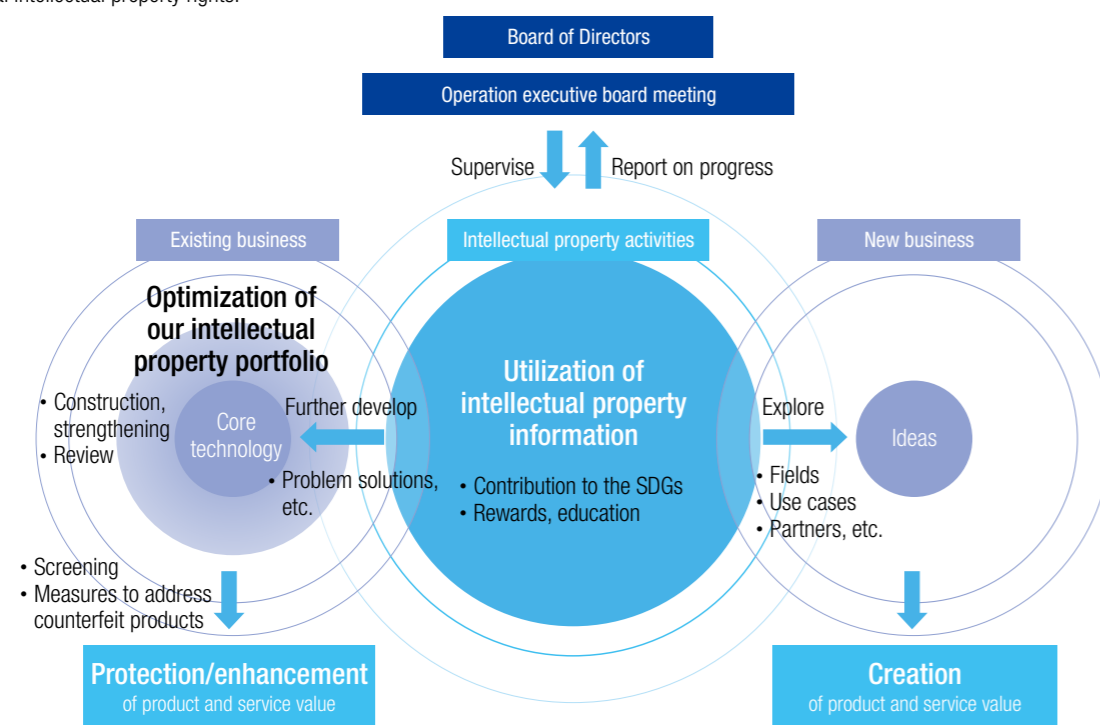 intellectual property rights.
Board of Directors
Operation executive board meeting
Supervise
Report on progress
Existing business
Intellectual property activities
New business
Optimization of
our intellectual
property portfolio
• Construction,
strengthening
• Review
Core
technology
Further develop
• Problem solutions,
etc.
Utilization of
intellectual property
information
• Contribution to the SDGs
• Rewards, education
Explore
• Fields
• Use cases
• Partners, etc.
Ideas
• Screening
• Measures to address
counterfeit products
Protection/enhancement
of product and service value
Creation
of product and service value